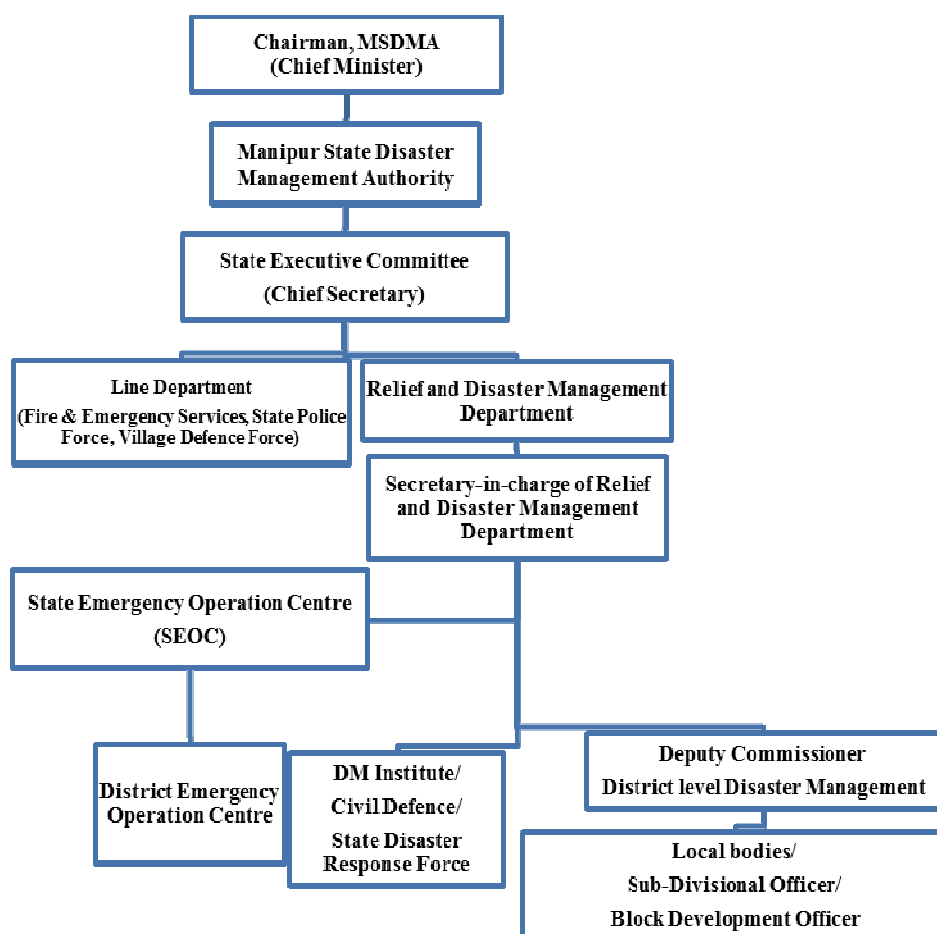 Chairman, MSDMA
(Chief Minister)
Manipur State Disaster
Management Authority
State Executive Committee
(Chief Secretary)
Line Department
(Fire & Emergency Services, State Police
Force, Village Defence Force)
Relief and Disaster Management
Department
Secretary-in-charge of Relief
and Disaster Management
Department
State Emergency Operation Centre
(SEOC)
District Emergency
Operation Centre
DM Institute/
Civil Defence/
State Disaster
Response Force
Deputy Commissioner
District level Disaster Management
Local bodies/
Sub-Divisional Officer/
Block Development Officer